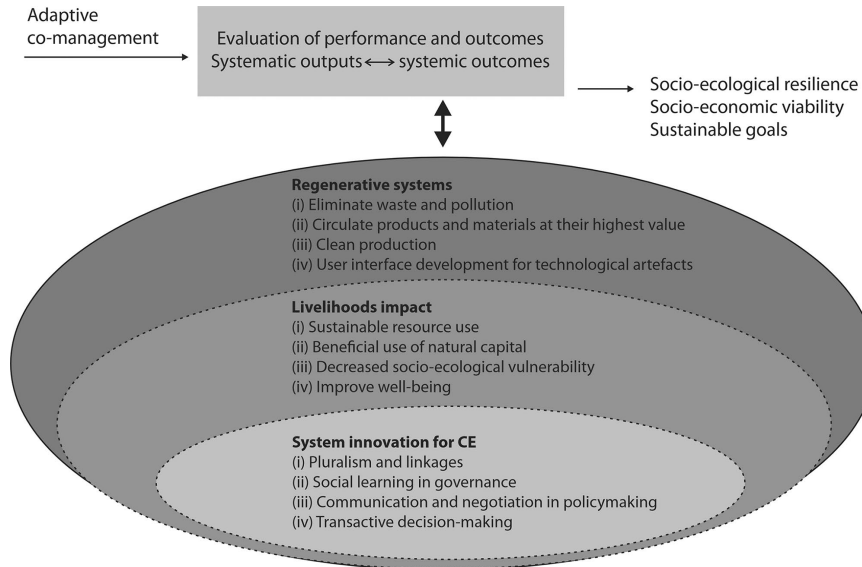 Adaptive
co-management
Evaluation of performance and outcomes
Systematic outputs ↔ systemic outcomes
Socio-ecological resilience
Socio-economic viability
Sustainable goals
Regenerative systems
(i) Eliminate waste and pollution
(ii) Circulate products and materials at their highest value
(iii) Clean production
(iv) User interface development for technological artefacts
Livelihoods impact
(i) Sustainable resource use
(ii) Beneficial use of natural capital
(iii) Decreased socio-ecological vulnerability
(iv) Improve well-being
System innovation for CE
(i) Pluralism and linkages
(ii) Social learning in governance
(iii) Communication and negotiation in policymaking
(iv) Transactive decision-making